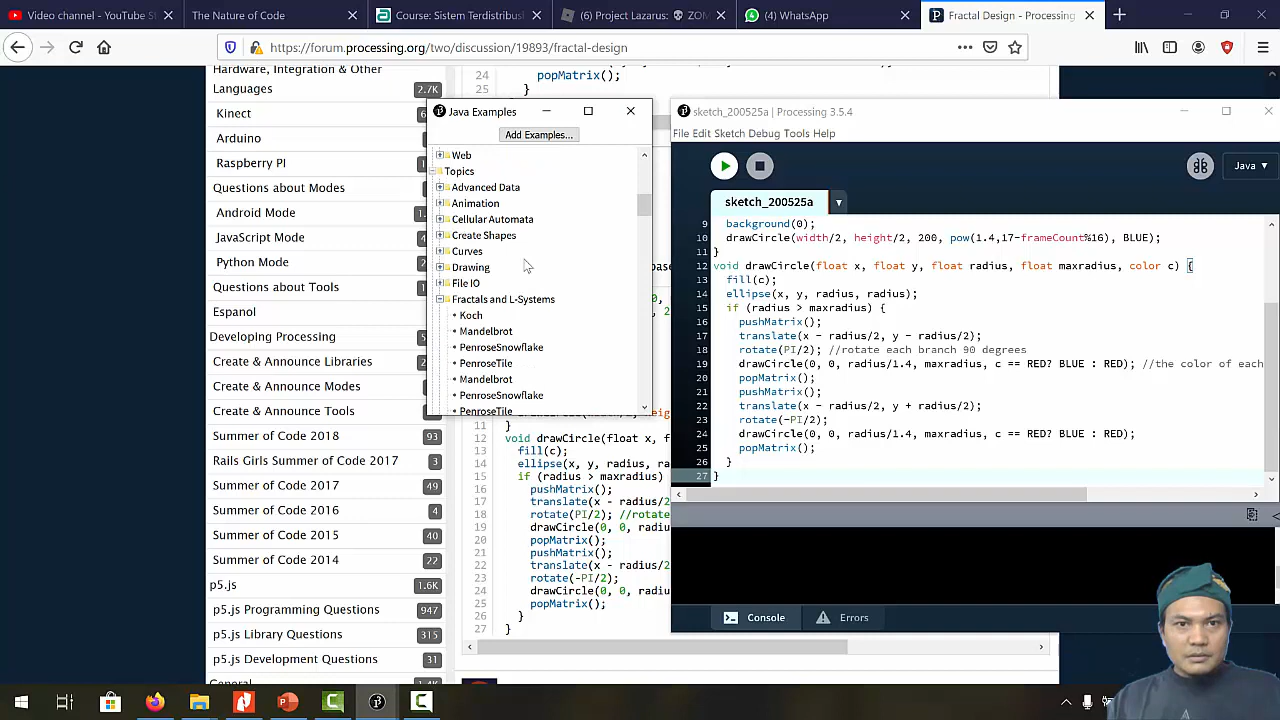 Video channel - YouTube St
The Nature of Code
Course: Sistem Terdistribusi
(6) Project Lazarus: ZOM
(4) WhatsApp
Fractal Design - Processing
https://forum.processing.org/two/discussion/19893/fractal-design
Hardware, Integration & Other
Languages
2.7K
Kinect
Arduino
Raspberry PI
Questions about Modes
Android Mode
JavaScript Mode
Python Mode
Questions about Tools
Espanol
Developing Processing
Create & Announce Libraries
Create & Announce Modes
Create & Announce Tools
Summer of Code 2018
93
Rails Girls Summer of Code 2017
3
Summer of Code 2017
49
Summer of Code 2016
4
Summer of Code 2015
40
Summer of Code 2014
22
p5.js
1.6K
p5.js Programming Questions
947
p5.js Library Questions
315
p5.js Development Questions
31
General
24 popMatrix();
25 }
Java Examples
Add Examples...
Web
Topics
Advanced Data
Animation
Cellular Automata
Create Shapes
Curves
Drawing
File IO
Fractals and L-Systems
Koch
Mandelbrot
PenroseSnowflake
PenroseTile
Mandelbrot
PenroseSnowflake
PenroseTile
11 }
12 void drawCircle(float x, f
13 fill(c);
14 ellipse(x, y, radius, ra
15 if (radius > maxradius)
16 pushMatrix();
17 translate(x - radius/2
18 rotate(PI/2); //rotate
19 drawCircle(0, 0, radiu
20 popMatrix();
21 pushMatrix();
22 translate(x - radius/2
23 rotate(-PI/2);
24 drawCircle(0, 0, radiu
25 popMatrix();
26 }
27 }
sketch_200525a | Processing 3.5.4
File Edit Sketch Debug Tools Help
Java
sketch_200525a
9 background(0);
10 drawCircle(width/2, height/2, 200, pow(1.4,17-frameCount%16), BLUE);
11 }
12 void drawCircle(float x, float y, float radius, float maxradius, color c) {
13 fill(c);
14 ellipse(x, y, radius, radius);
15 if (radius > maxradius) {
16 pushMatrix();
17 translate(x - radius/2, y - radius/2);
18 rotate(PI/2); //rotate each branch 90 degrees
19 drawCircle(0, 0, radius/1.4, maxradius, c == RED? BLUE : RED); //the color of each
20 popMatrix();
21 pushMatrix();
22 translate(x - radius/2, y + radius/2);
23 rotate(-PI/2);
24 drawCircle(0, 0, radius/1.4, maxradius, c == RED? BLUE : RED);
25 popMatrix();
26 }
27 }
Console
Errors